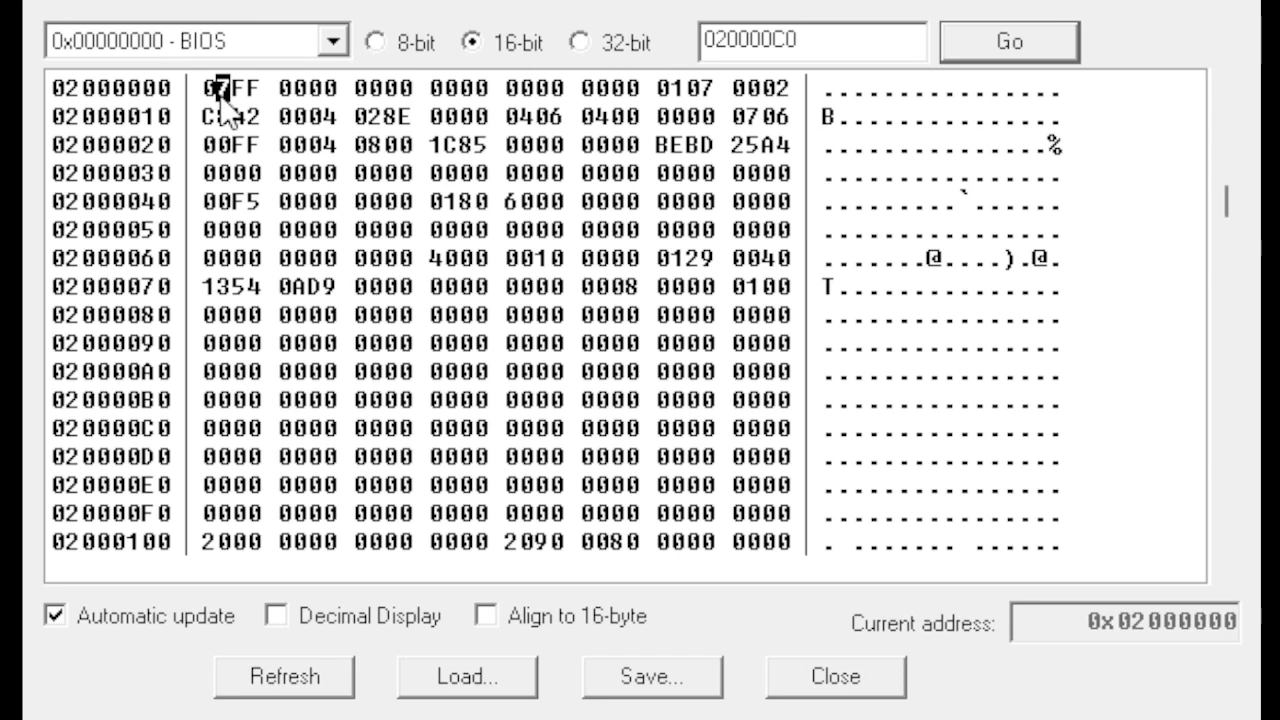 0x00000000 - BIOS 8-bit 16-bit 32-bit 020000C0 Go
02000000 07FF 0000 0000 0000 0000 0000 0107 0002 ................
02000010 0004 028E 0000 0406 0400 0000 0706 B...............
02000020 00FF 0004 0800 1C85 0000 0000 BEBD 25A4 ...............%
02000030 0000 0000 0000 0000 0000 0000 0000 0000 ................
02000040 00F5 0000 0000 0180 6000 0000 0000 0000 .........`......
02000050 0000 0000 0000 0000 0000 0000 0000 0000 ................
02000060 0000 0000 0000 4000 0010 0000 0129 0040 .......@....).@.
02000070 1354 0AD9 0000 0000 0000 0008 0000 0100 T...............
02000080 0000 0000 0000 0000 0000 0000 0000 0000 ................
02000090 0000 0000 0000 0000 0000 0000 0000 0000 ................
020000A0 0000 0000 0000 0000 0000 0000 0000 0000 ................
020000B0 0000 0000 0000 0000 0000 0000 0000 0000 ................
020000C0 0000 0000 0000 0000 0000 0000 0000 0000 ................
020000D0 0000 0000 0000 0000 0000 0000 0000 0000 ................
020000E0 0000 0000 0000 0000 0000 0000 0000 0000 ................
020000F0 0000 0000 0000 0000 0000 0000 0000 0000 ................
02000100 2000 0000 0000 0000 2090 0080 0000 0000 . ....... ......
Automatic update Decimal Display Align to 16-byte Current address: 0x02000000
Refresh Load... Save... Close